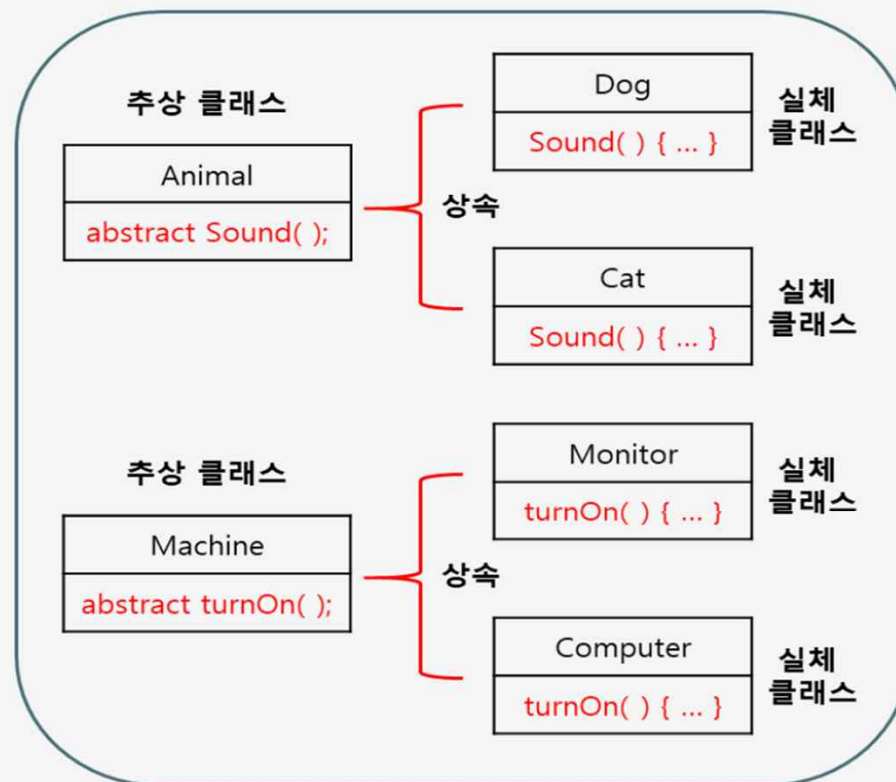 추상 클래스
Animal
abstract Sound( );
상속
Dog
Sound( ) { ... }
실체
클래스
Cat
Sound( ) { ... }
실체
클래스
추상 클래스
Machine
abstract turnOn( );
상속
Monitor
turnOn( ) { ... }
실체
클래스
Computer
turnOn( ) { ... }
실체
클래스